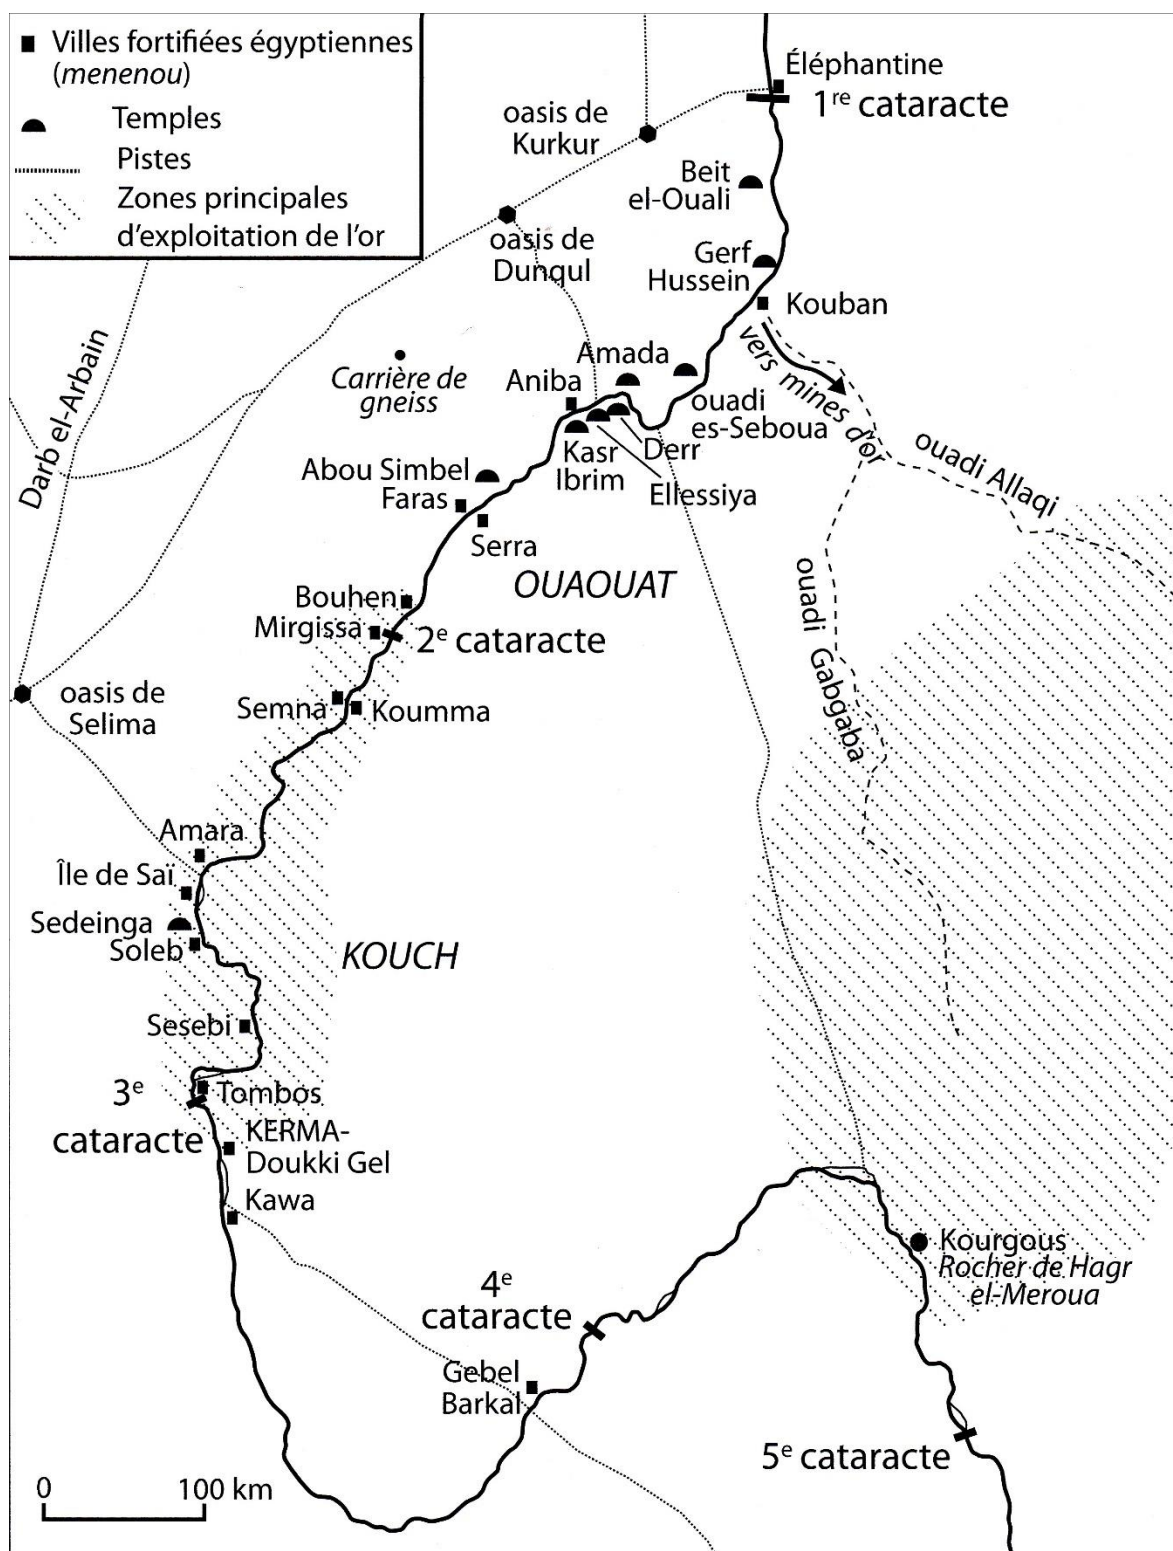 Villes fortifiées égyptiennes
(menenou)
Temples
Pistes
Zones principales
d'exploitation de l'or
Éléphantine
1re cataracte
oasis de
Kurkur
Beit
el-Ouali
oasis de
Dunqul
Gerf
Hussein
Kouban
vers mines d'or
Darb el-Arbain
Carrière de
gneiss
Amada
Aniba
ouadi
es-Seboua
Derr
Kasr
Ibrim
Ellessiya
ouadi Allaqi
Abou Simbel
Faras
Serra
OUAOUAT
ouadi Gabgaba
Bouhen
Mirgissa
2e cataracte
oasis de
Selima
Semna
Koumma
Amara
Île de Saï
Sedeinga
Soleb
KOUCH
Sesebi
3e
cataracte
Tombos
KERMA-
Doukki Gel
Kawa
Kourgous
Rocher de Hagr
el-Meroua
4e
cataracte
Gebel
Barkal
5e cataracte
0 100 km